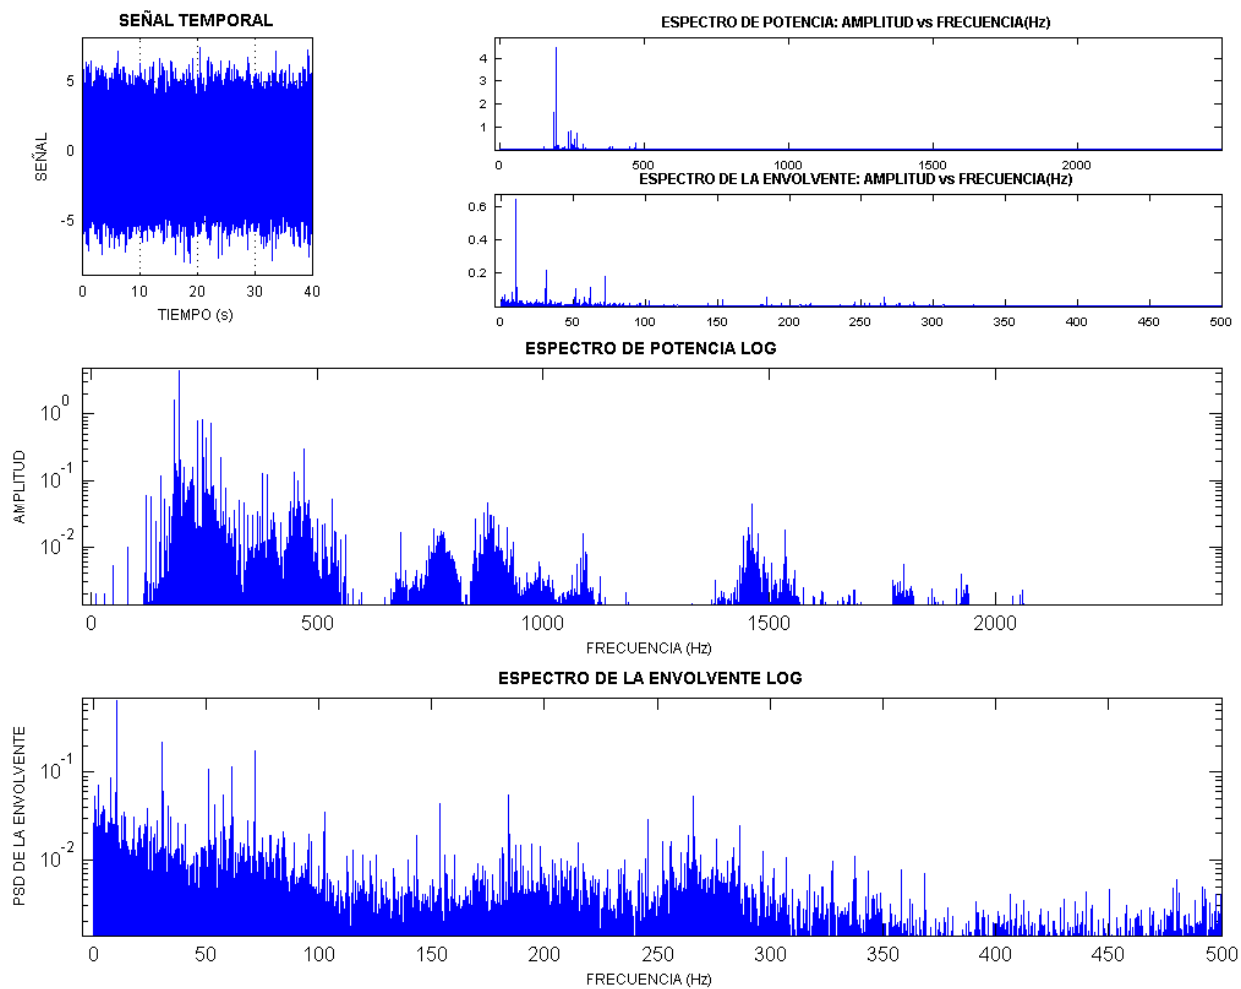 SEÑAL TEMPORAL
SEÑAL
5
0
-5
0 10 20 30 40
TIEMPO (s)
ESPECTRO DE POTENCIA: AMPLITUD vs FRECUENCIA(Hz)
4
3
2
1
0 500 1000 1500 2000
ESPECTRO DE LA ENVOLVENTE: AMPLITUD vs FRECUENCIA(Hz)
0.6
0.4
0.2
0 50 100 150 200 250 300 350 400 450 500
ESPECTRO DE POTENCIA LOG
AMPLITUD
10^0
10^-1
10^-2
0 500 1000 1500 2000
FRECUENCIA (Hz)
ESPECTRO DE LA ENVOLVENTE LOG
PSD DE LA ENVOLVENTE
10^-1
10^-2
0 50 100 150 200 250 300 350 400 450 500
FRECUENCIA (Hz)